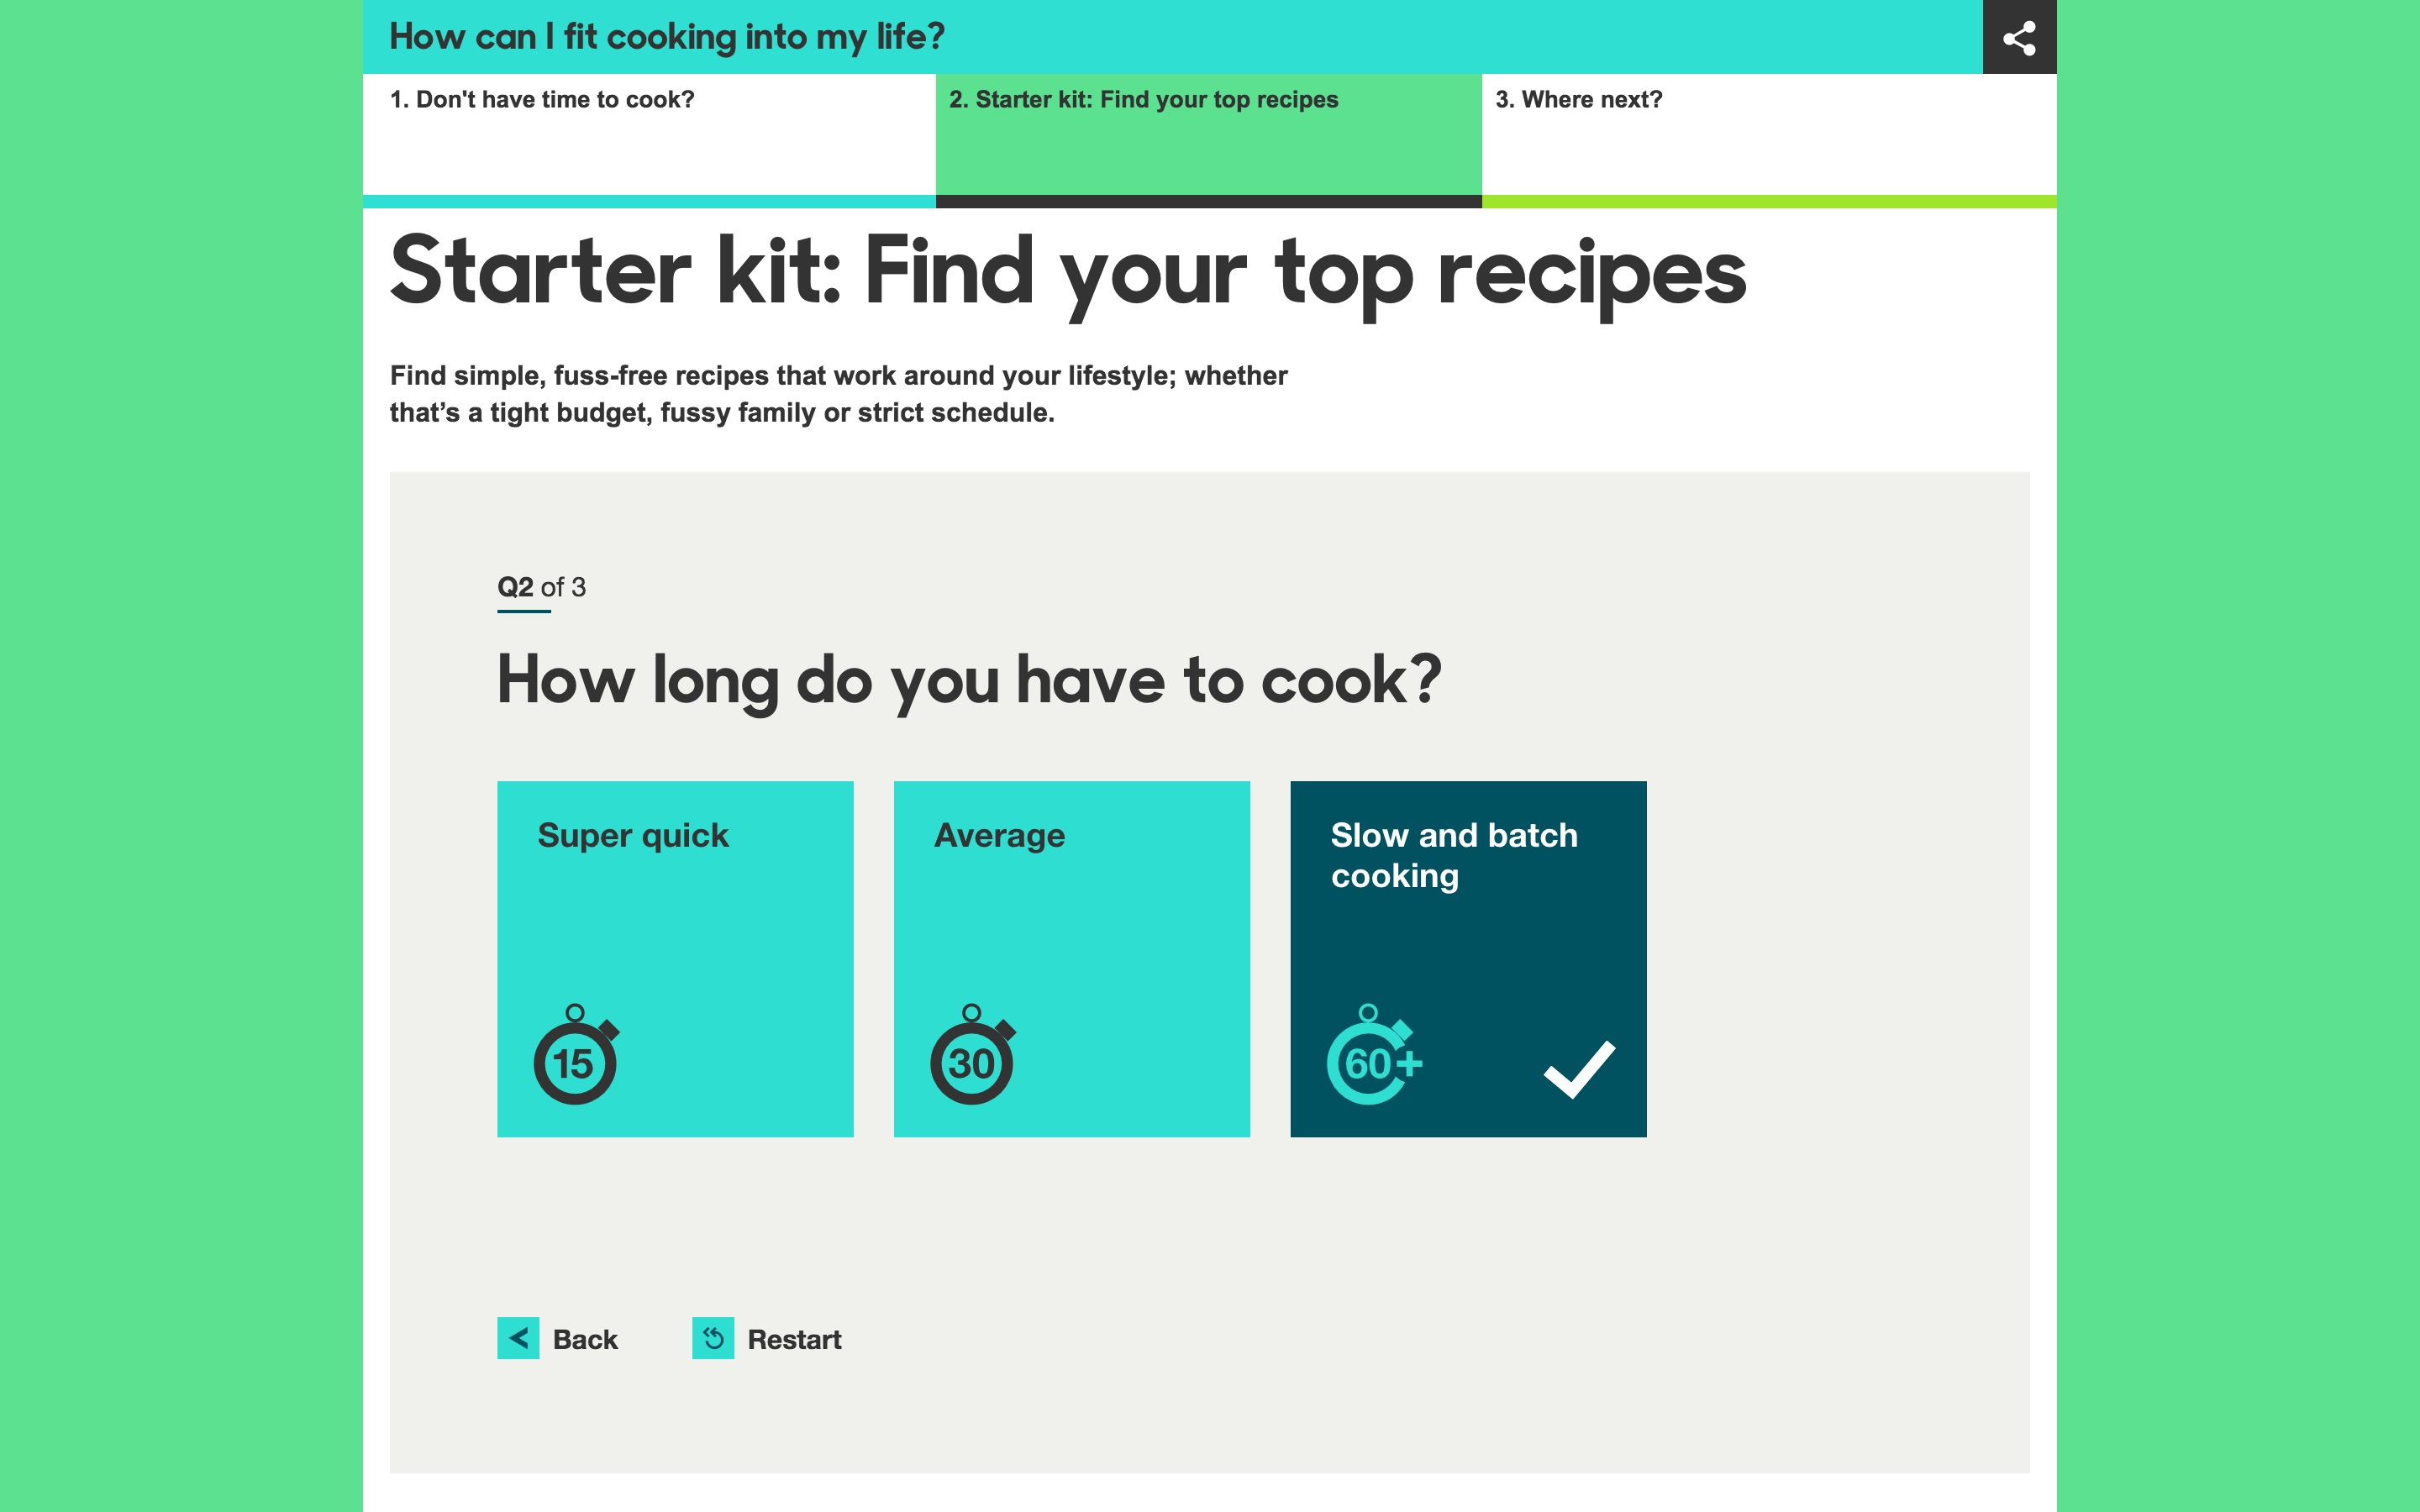 How can I fit cooking into my life?
1. Don't have time to cook?
2. Starter kit: Find your top recipes
3. Where next?
Starter kit: Find your top recipes
Find simple, fuss-free recipes that work around your lifestyle; whether
that’s a tight budget, fussy family or strict schedule.
Q2 of 3
How long do you have to cook?
Super quick
15
Average
30
Slow and batch
cooking
60+
Back
Restart